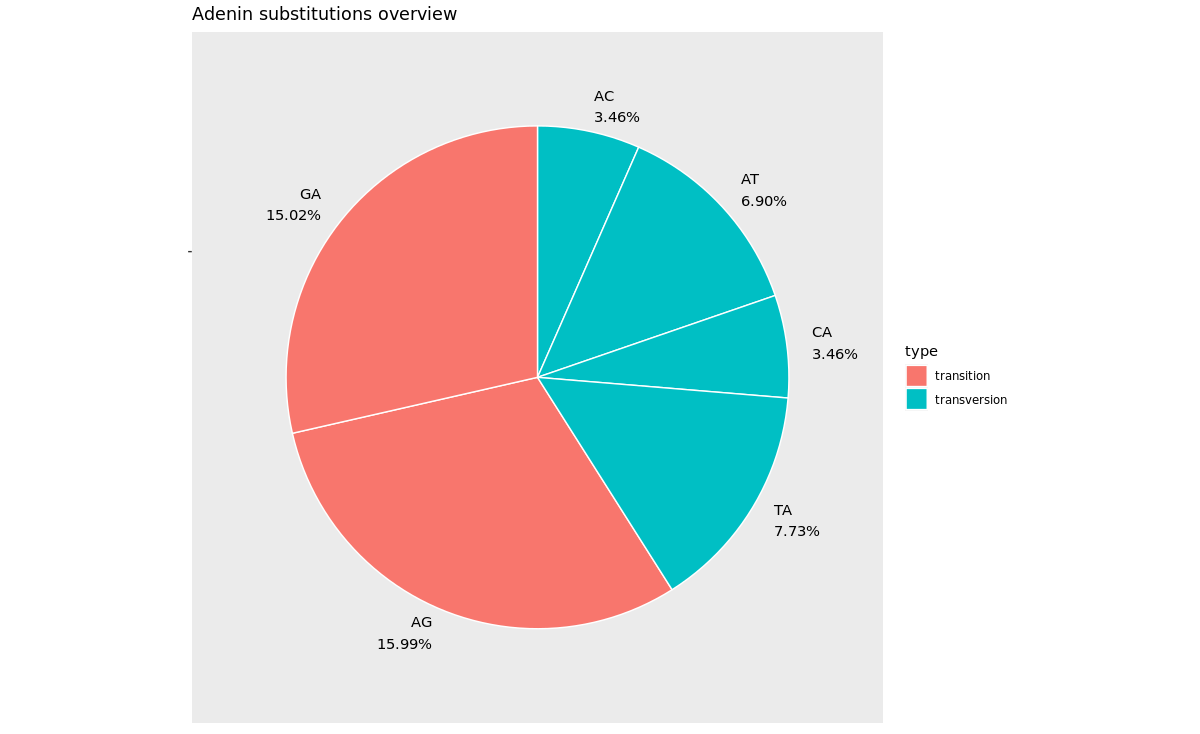 Adenin substitutions overview
AC
3.46%
AT
6.90%
GA
15.02%
CA
3.46%
type
transition
transversion
TA
7.73%
AG
15.99%